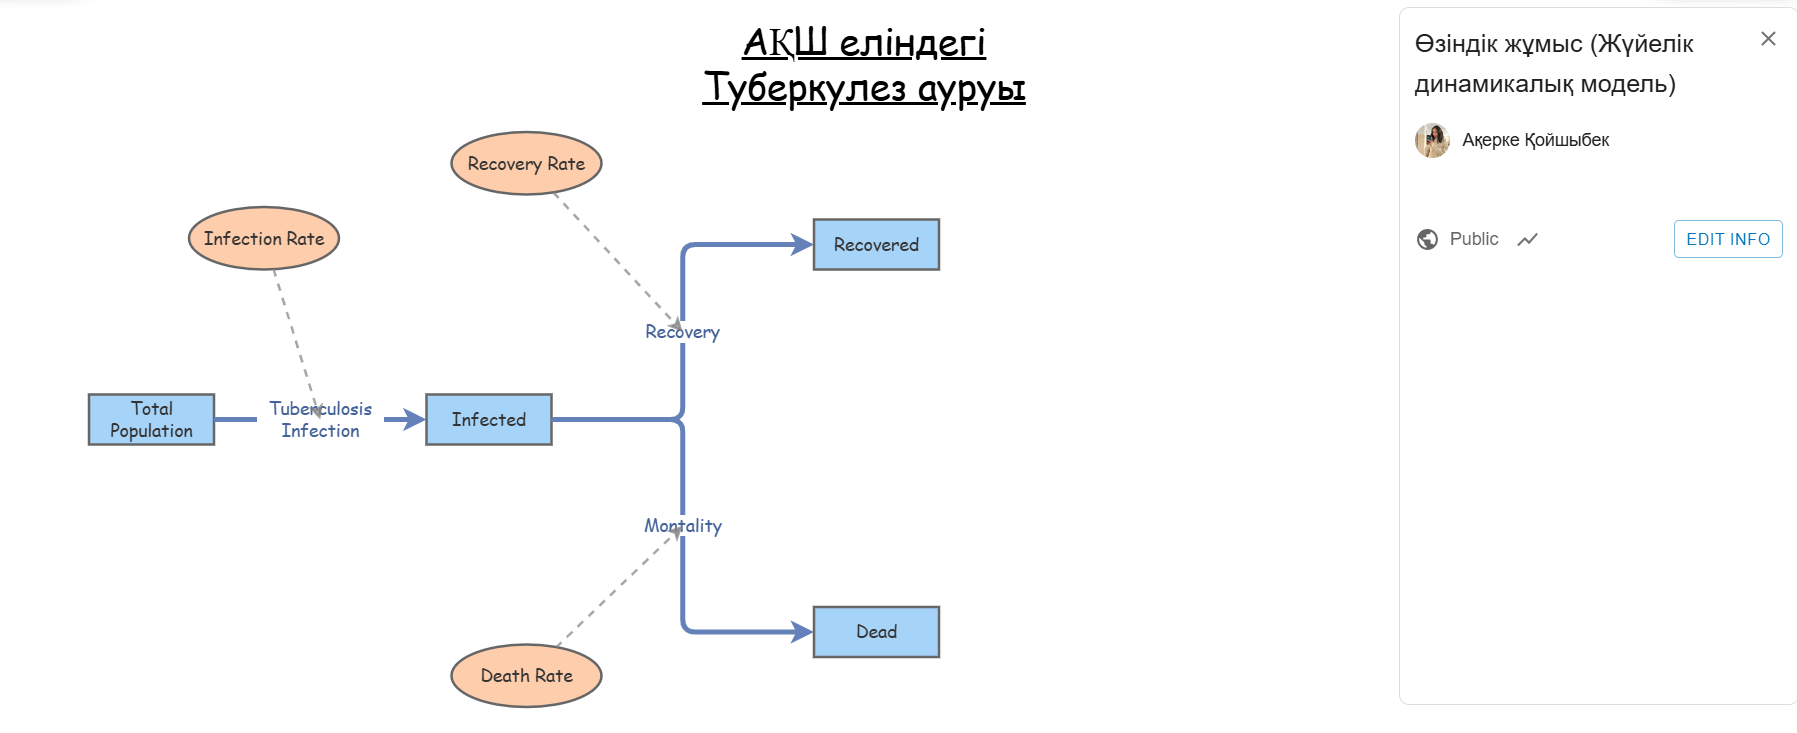 АҚШ еліндегі
Туберкулез ауруы
Recovery Rate
Infection Rate
Recovered
Recovery
Total
Population
Tuberculosis
Infection
Infected
Montality
Dead
Death Rate
Өзіндік жұмыс (Жүйелік
динамикалық модель)
Ақерке Қойшыбек
Public
EDIT INFO